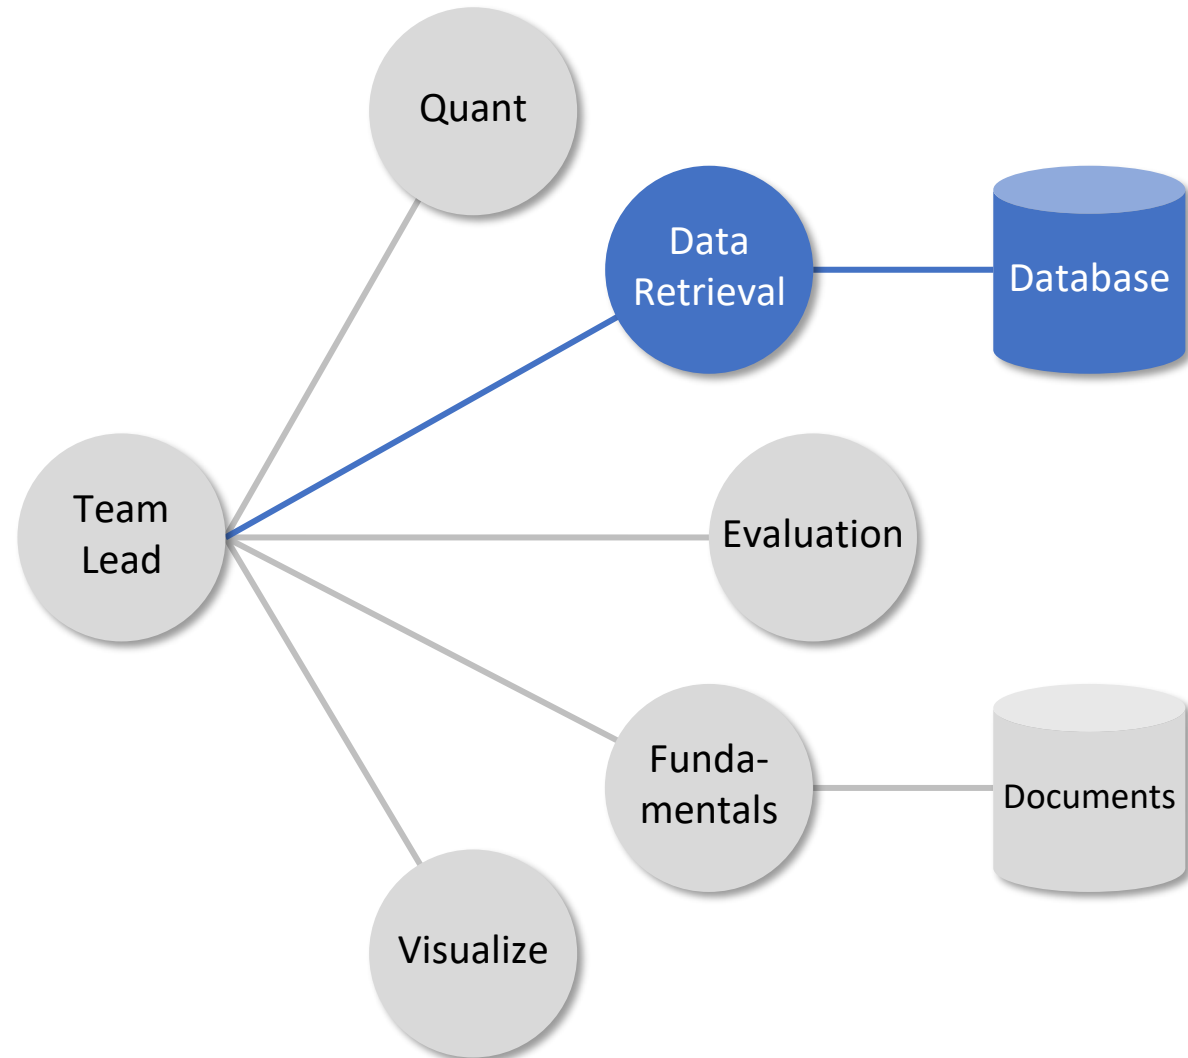 Quant
Data
Retrieval
Database
Team
Lead
Evaluation
Funda-
mentals
Documents
Visualize